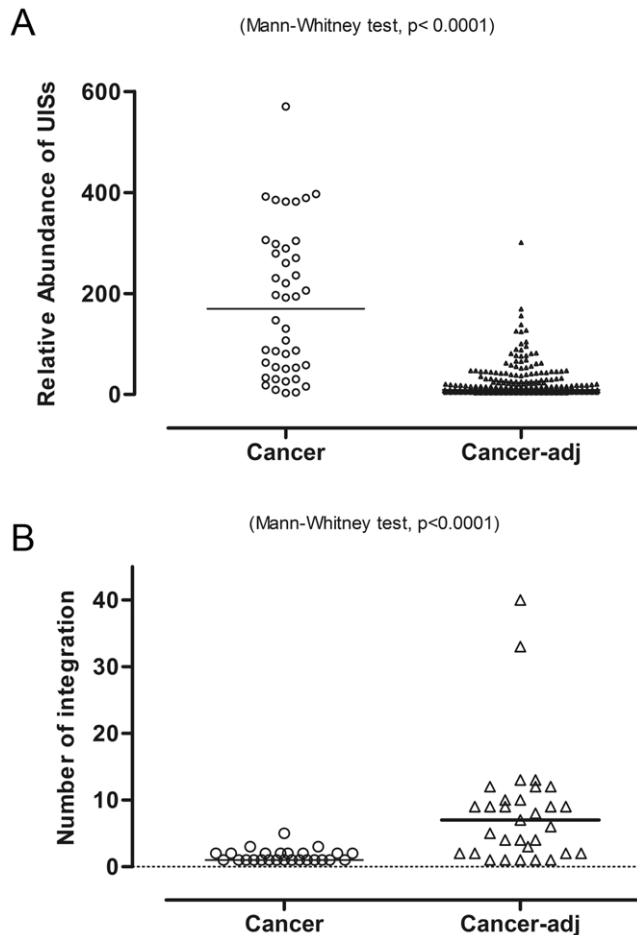 A
(Mann-Whitney test, p< 0.0001)
Relative Abundance of UISs
600
400
200
0
Cancer Cancer-adj
B
(Mann-Whitney test, p<0.0001)
Number of integration
40
30
20
10
0
Cancer Cancer-adj